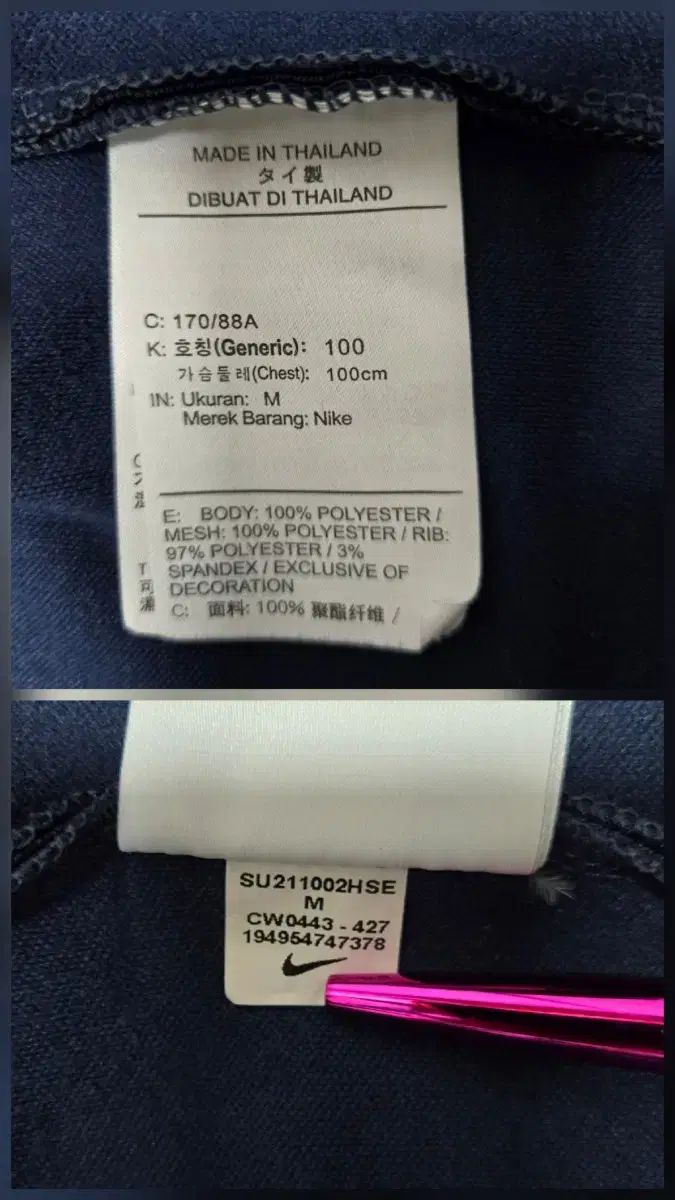 MADE IN THAILAND
タイ製
DIBUAT DI THAILAND
C: 170/88A
K: 호칭(Generic): 100
가슴둘레(Chest): 100cm
IN: Ukuran: M
Merek Barang: Nike
E: BODY: 100% POLYESTER /
MESH: 100% POLYESTER / RIB:
97% POLYESTER / 3%
SPANDEX / EXCLUSIVE OF
DECORATION
C: 面料: 100% 聚酯纤维 /
SU211002HSE
M
CW0443 - 427
194954747378